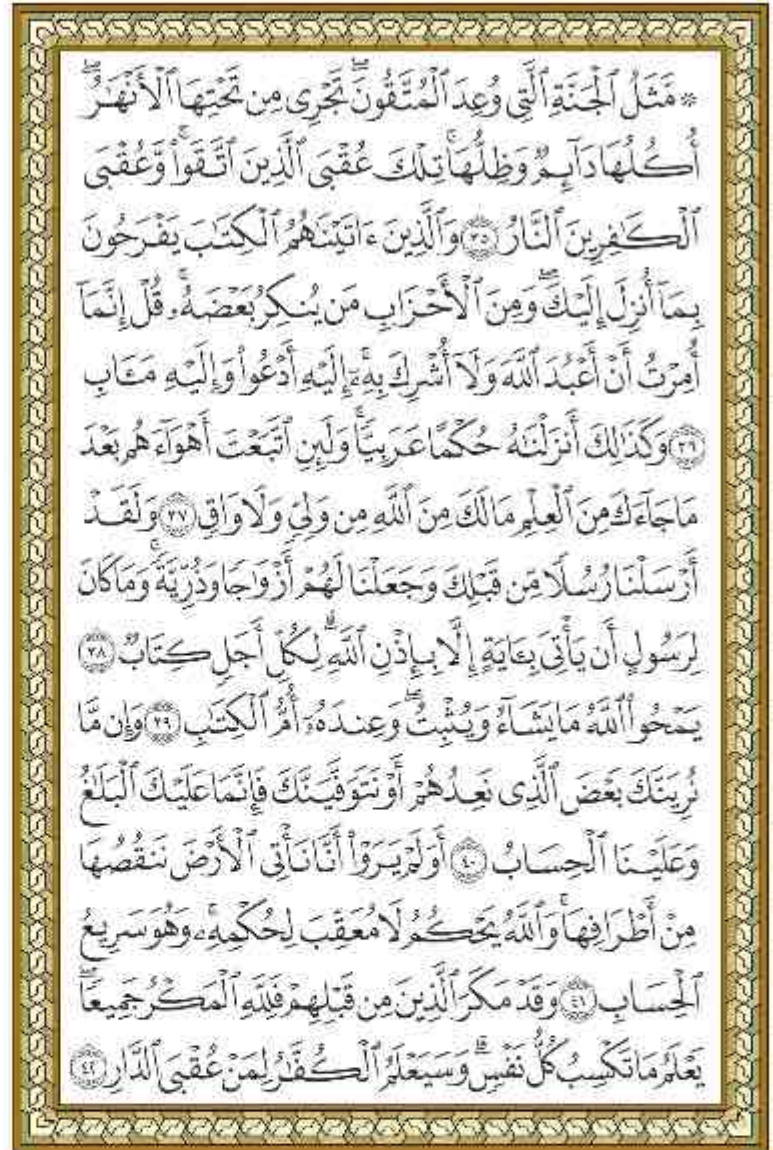 ۞ مَّثَلُ ٱلْجَنَّةِ ٱلَّتِى وُعِدَ ٱلْمُتَّقُونَ ۖ تَجْرِى مِن تَحْتِهَا ٱلْأَنْهَٰرُ ۖ
أُكُلُهَا دَآئِمٌ وَظِلُّهَا ۚ تِلْكَ عُقْبَى ٱلَّذِينَ ٱتَّقَوا۟ ۖ وَّعُقْبَى
ٱلْكَٰفِرِينَ ٱلنَّارُ ۝٣٥ وَٱلَّذِينَ ءَاتَيْنَٰهُمُ ٱلْكِتَٰبَ يَفْرَحُونَ
بِمَآ أُنزِلَ إِلَيْكَ ۖ وَمِنَ ٱلْأَحْزَابِ مَن يُنكِرُ بَعْضَهُۥ ۚ قُلْ إِنَّمَآ
أُمِرْتُ أَنْ أَعْبُدَ ٱللَّهَ وَلَآ أُشْرِكَ بِهِۦٓ ۚ إِلَيْهِ أَدْعُوا۟ وَإِلَيْهِ مَـَٔابِ
۝٣٦ وَكَذَٰلِكَ أَنزَلْنَٰهُ حُكْمًا عَرَبِيًّا ۚ وَلَئِنِ ٱتَّبَعْتَ أَهْوَآءَهُم بَعْدَ
مَا جَآءَكَ مِنَ ٱلْعِلْمِ مَا لَكَ مِنَ ٱللَّهِ مِن وَلِىٍّ وَلَا وَاقٍ ۝٣٧ وَلَقَدْ
أَرْسَلْنَا رُسُلًا مِّن قَبْلِكَ وَجَعَلْنَا لَهُمْ أَزْوَٰجًا وَذُرِّيَّةً ۚ وَمَا كَانَ
لِرَسُولٍ أَن يَأْتِىَ بِـَٔايَةٍ إِلَّا بِإِذْنِ ٱللَّهِ ۗ لِكُلِّ أَجَلٍ كِتَابٌ ۝٣٨
يَمْحُوا۟ ٱللَّهُ مَا يَشَآءُ وَيُثْبِتُ ۖ وَعِندَهُۥٓ أُمُّ ٱلْكِتَٰبِ ۝٣٩ وَإِن مَّا
نُرِيَنَّكَ بَعْضَ ٱلَّذِى نَعِدُهُمْ أَوْ نَتَوَفَّيَنَّكَ فَإِنَّمَا عَلَيْكَ ٱلْبَلَٰغُ
وَعَلَيْنَا ٱلْحِسَابُ ۝٤٠ أَوَلَمْ يَرَوْا۟ أَنَّا نَأْتِى ٱلْأَرْضَ نَنقُصُهَا
مِنْ أَطْرَافِهَا ۚ وَٱللَّهُ يَحْكُمُ لَا مُعَقِّبَ لِحُكْمِهِۦ ۚ وَهُوَ سَرِيعُ
ٱلْحِسَابِ ۝٤١ وَقَدْ مَكَرَ ٱلَّذِينَ مِن قَبْلِهِمْ فَلِلَّهِ ٱلْمَكْرُ جَمِيعًا ۖ
يَعْلَمُ مَا تَكْسِبُ كُلُّ نَفْسٍ ۗ وَسَيَعْلَمُ ٱلْكُفَّٰرُ لِمَنْ عُقْبَى ٱلدَّارِ ۝٤٢